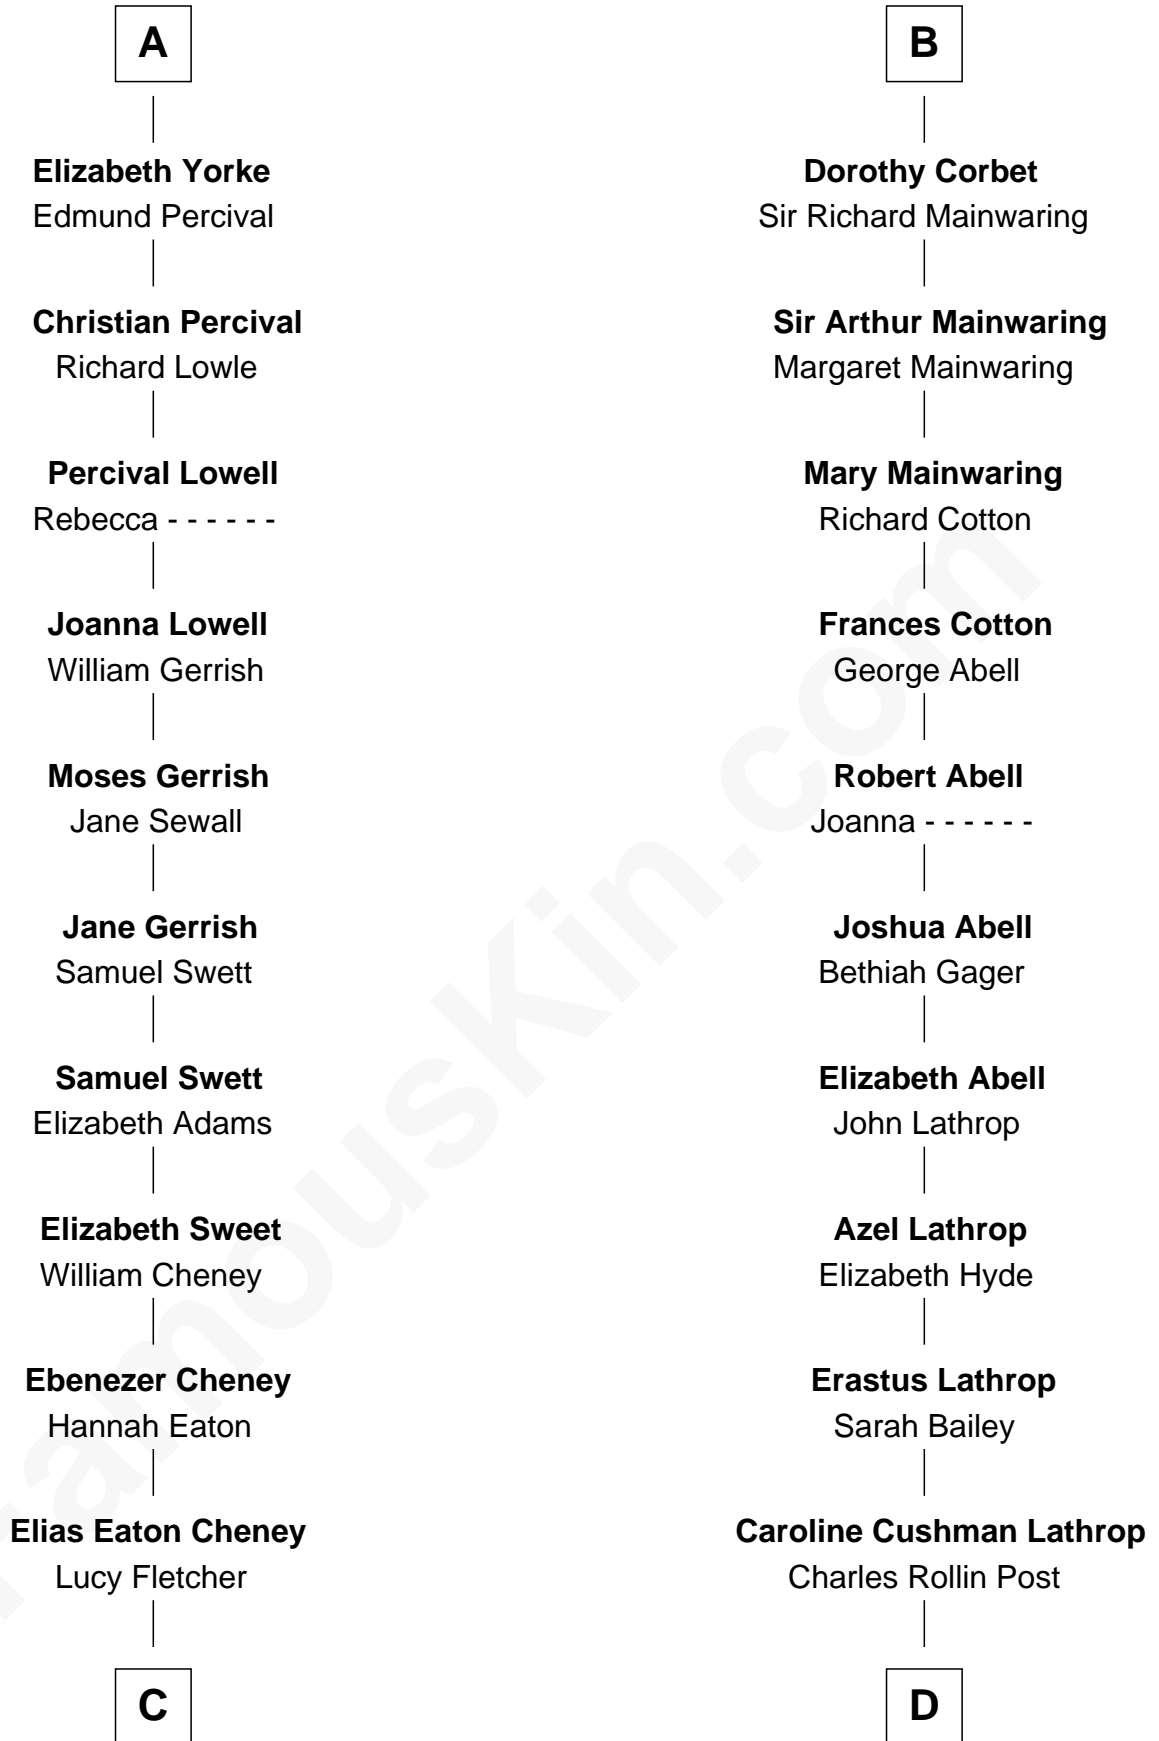 A
Elizabeth Yorke
Edmund Percival
Christian Percival
Richard Lowle
Percival Lowell
Rebecca - - - - - -
Joanna Lowell
William Gerrish
Moses Gerrish
Jane Sewall
Jane Gerrish
Samuel Swett
Samuel Swett
Elizabeth Adams
Elizabeth Sweet
William Cheney
Ebenezer Cheney
Hannah Eaton
Elias Eaton Cheney
Lucy Fletcher
C
B
Dorothy Corbet
Sir Richard Mainwaring
Sir Arthur Mainwaring
Margaret Mainwaring
Mary Mainwaring
Richard Cotton
Frances Cotton
George Abell
Robert Abell
Joanna - - - - - -
Joshua Abell
Bethiah Gager
Elizabeth Abell
John Lathrop
Azel Lathrop
Elizabeth Hyde
Erastus Lathrop
Sarah Bailey
Caroline Cushman Lathrop
Charles Rollin Post
D
FamousKin.com